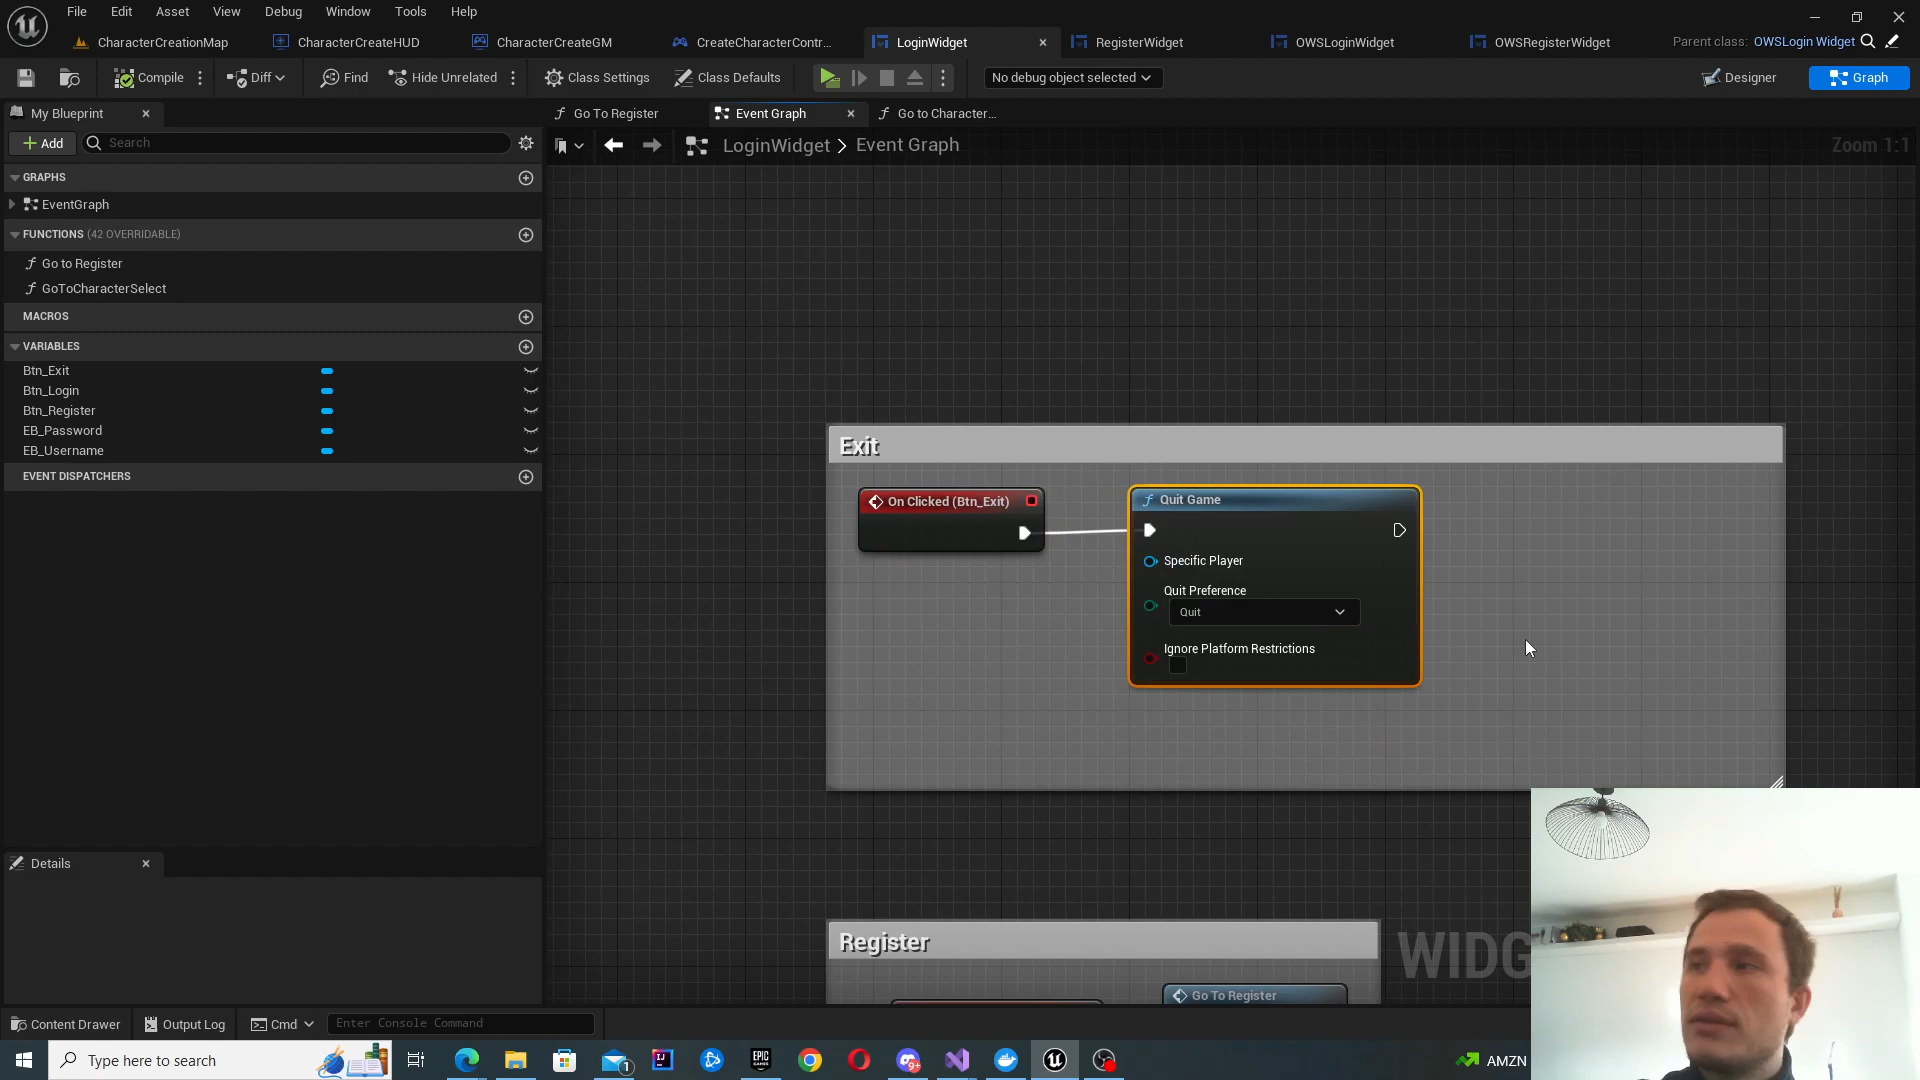 File Edit Asset View Debug Window Tools Help
CharacterCreationMap CharacterCreateHUD CharacterCreateGM CreateCharacterContr... LoginWidget RegisterWidget OWSLoginWidget OWSRegisterWidget Parent class: OWSLogin Widget
Compile Diff Find Hide Unrelated Class Settings Class Defaults No debug object selected Designer Graph
My Blueprint Go To Register Event Graph Go to Character...
Add Search LoginWidget > Event Graph Zoom 1:1
GRAPHS
EventGraph
FUNCTIONS (42 OVERRIDABLE)
Go to Register
GoToCharacterSelect
MACROS
VARIABLES
Btn_Exit
Btn_Login
Btn_Register
EB_Password
EB_Username
EVENT DISPATCHERS
Exit
On Clicked (Btn_Exit)
Quit Game
Specific Player
Quit Preference
Quit
Ignore Platform Restrictions
Details
Register
Go To Register
Content Drawer Output Log Cmd Enter Console Command
Type here to search 1 EPIC GAMES 9+ AMZN